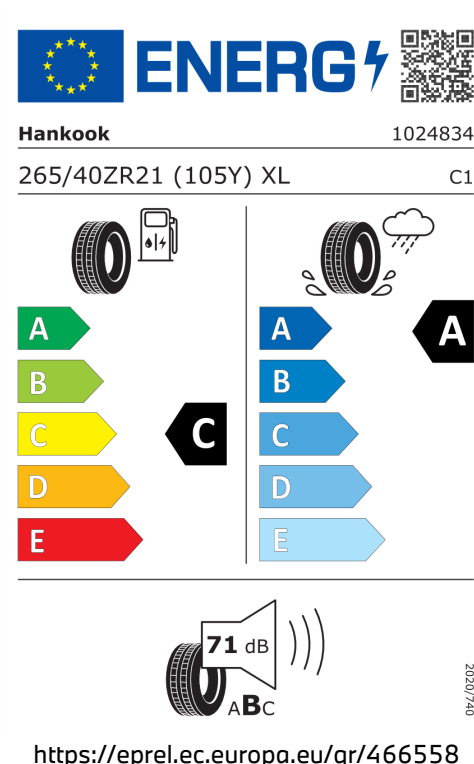 ENERG
Hankook 1024834
265/40ZR21 (105Y) XL C1
A A A
B B
C C C
D D
E E
71 dB
ABC
2020/740
https://eprel.ec.europa.eu/qr/466558